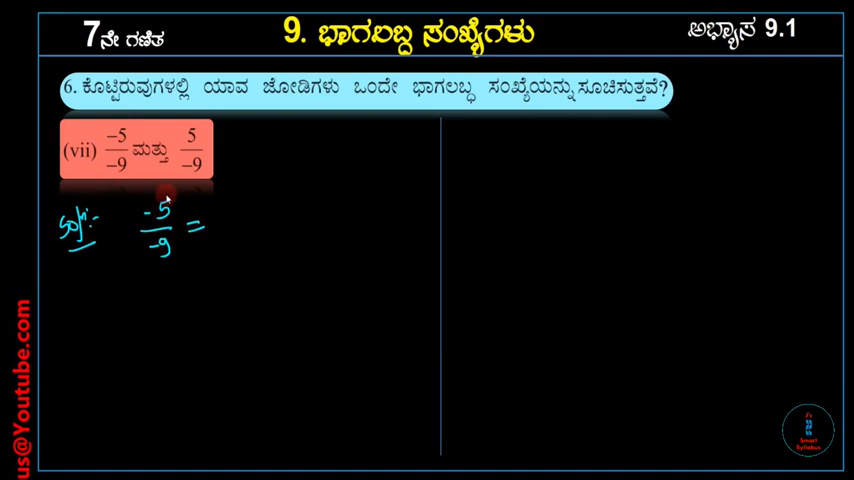 7ನೇ ಗಣಿತ
9. ಭಾಗಲಬ್ಧ ಸಂಖ್ಯೆಗಳು
ಅಭ್ಯಾಸ 9.1
6. ಕೊಟ್ಟಿರುವುಗಳಲ್ಲಿ ಯಾವ ಜೋಡಿಗಳು ಒಂದೇ ಭಾಗಲಬ್ಧ ಸಂಖ್ಯೆಯನ್ನು ಸೂಚಿಸುತ್ತವೆ?
(vii) −5/−9 ಮತ್ತು 5/−9
Solⁿ:- -5/-9 =
us@Youtube.com
J's
Smart
Syllabus